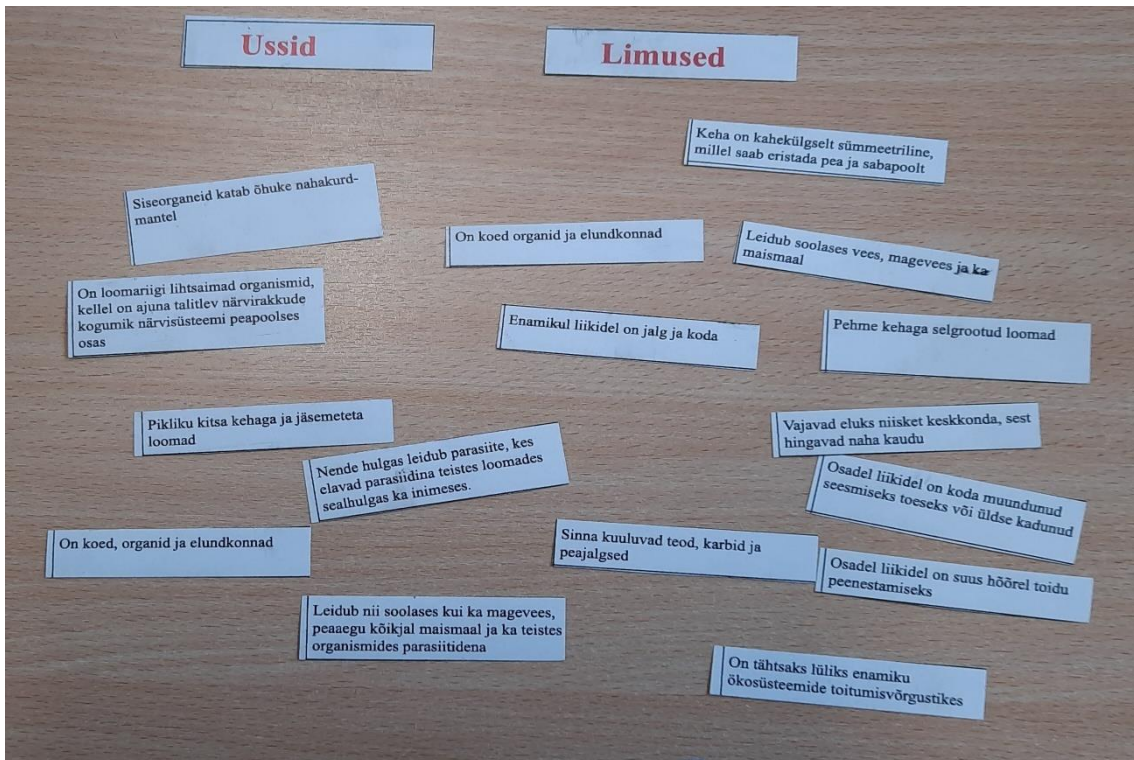 Ussid
Limused
Keha on kahekülgselt sümmeetriline,
millel saab eristada pea ja sabapoolt
Siseorganeid katab õhuke nahakurd-
mantel
On koed organid ja elundkonnad
Leidub soolases vees, magevees ja ka
maismaal
On loomariigi lihtsaimad organismid,
kellel on ajuna talitlev närvirakkude
kogumik närvisüsteemi peapoolses
osas
Enamikul liikidel on jalg ja koda
Pehme kehaga selgrootud loomad
Pikliku kitsa kehaga ja jäsemeteta
loomad
Vajavad eluks niisket keskkonda, sest
hingavad naha kaudu
Nende hulgas leidub parasiite, kes
elavad parasiidina teistes loomades
sealhulgas ka inimeses.
Osadel liikidel on koda muundunud
seesmiseks toeseks või üldse kadunud
On koed, organid ja elundkonnad
Sinna kuuluvad teod, karbid ja
peajalgsed
Osadel liikidel on suus hõõrel toidu
peenestamiseks
Leidub nii soolases kui ka magevees,
peaaegu kõikjal maismaal ja ka teistes
organismides parasiitidena
On tähtsaks lüliks enamiku
ökosüsteemide toitumisvõrgustikes